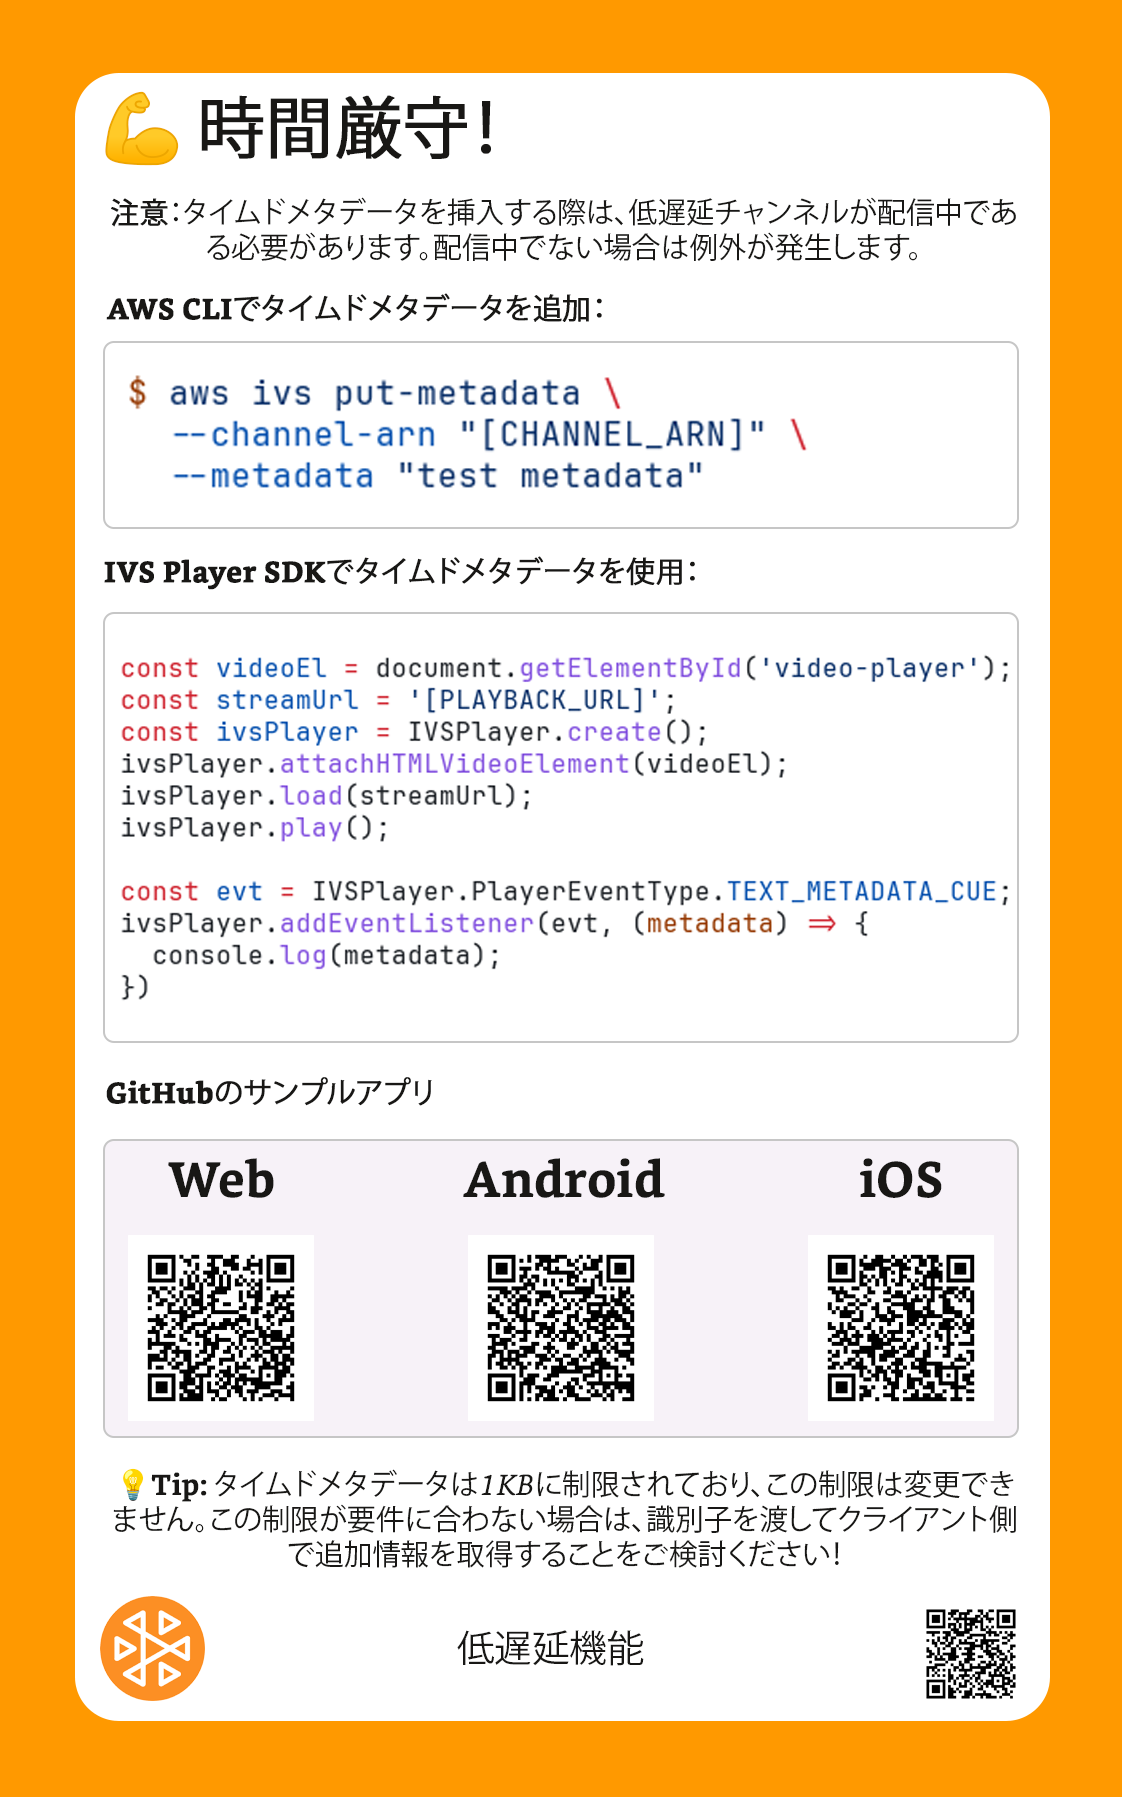 💪 時間厳守！
注意：タイムドメタデータを挿入する際は、低遅延チャンネルが配信中であ
る必要があります。配信中でない場合は例外が発生します。
AWS CLIでタイムドメタデータを追加：
$ aws ivs put-metadata \
  --channel-arn "[CHANNEL_ARN]" \
  --metadata "test metadata"
IVS Player SDKでタイムドメタデータを使用：
const videoEl = document.getElementById('video-player');
const streamUrl = '[PLAYBACK_URL]';
const ivsPlayer = IVSPlayer.create();
ivsPlayer.attachHTMLVideoElement(videoEl);
ivsPlayer.load(streamUrl);
ivsPlayer.play();
const evt = IVSPlayer.PlayerEventType.TEXT_METADATA_CUE;
ivsPlayer.addEventListener(evt, (metadata) => {
  console.log(metadata);
})
GitHubのサンプルアプリ
Web Android iOS
💡Tip: タイムドメタデータは1KBに制限されており、この制限は変更でき
ません。この制限が要件に合わない場合は、識別子を渡してクライアント側
で追加情報を取得することをご検討ください！
低遅延機能